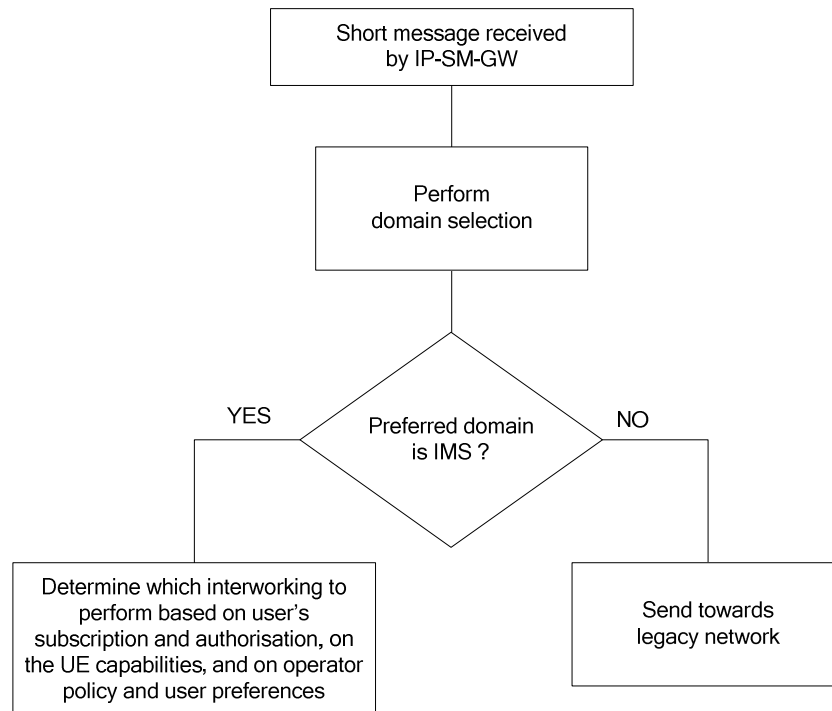 Short message received
by IP-SM-GW
Perform
domain selection
YES
Preferred domain
is IMS ?
NO
Determine which interworking to
perform based on user's
subscription and authorisation, on
the UE capabilities, and on operator
policy and user preferences
Send towards
legacy network